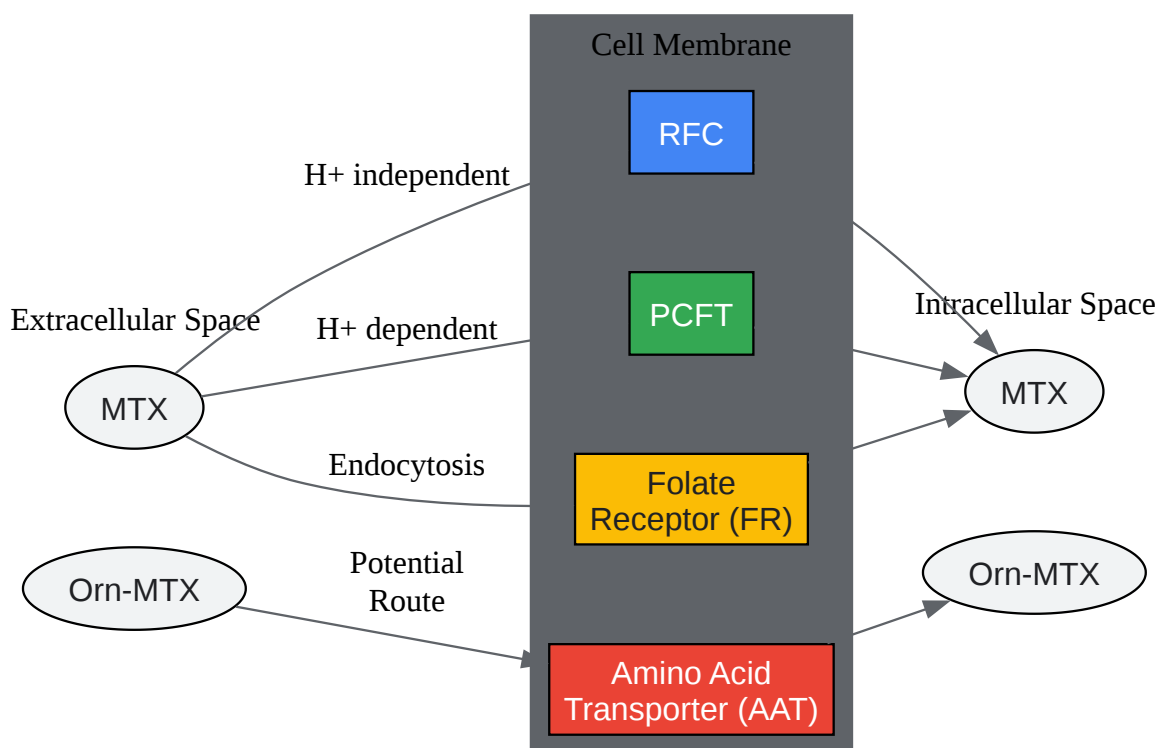 Cell Membrane
RFC
H+ independent
Extracellular Space
H+ dependent
PCFT
Intracellular Space
MTX
MTX
Endocytosis
Folate
Receptor (FR)
Orn-MTX
Potential
Route
Orn-MTX
Amino Acid
Transporter (AAT)